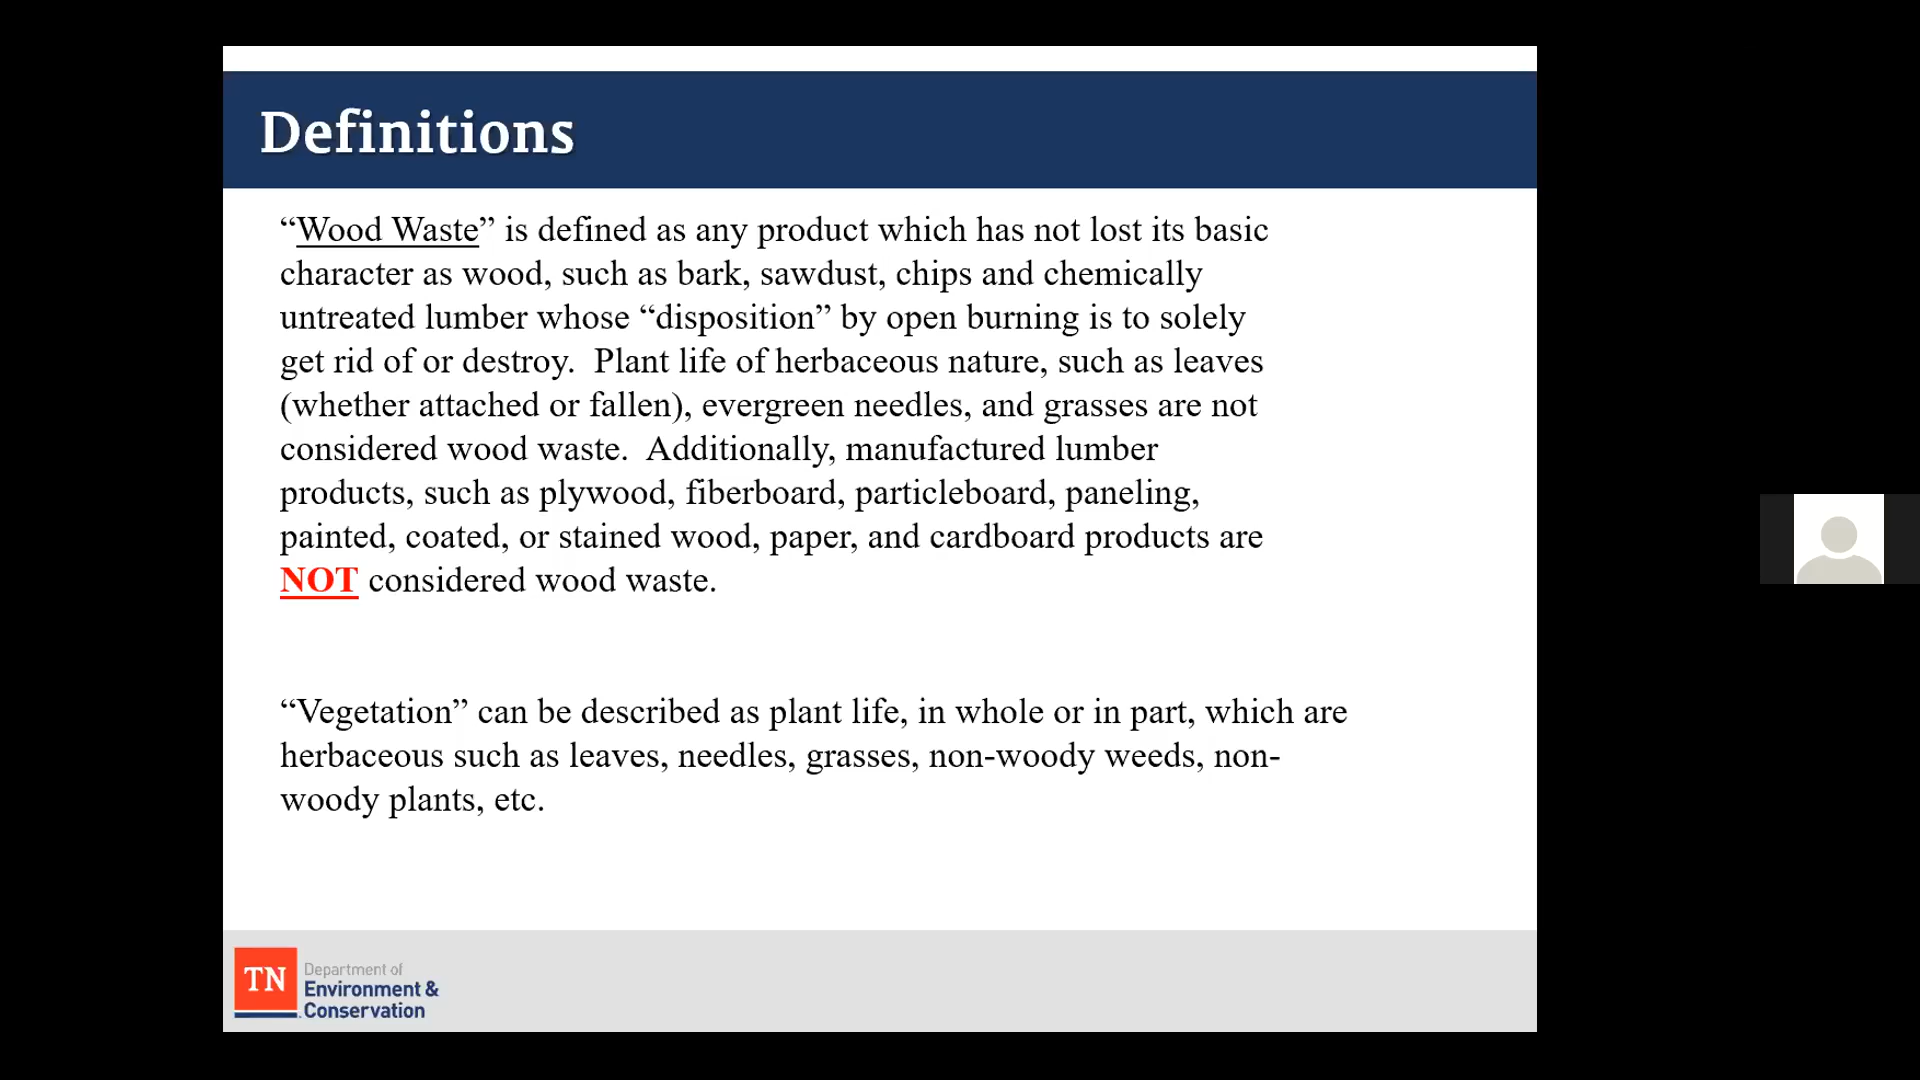 Definitions
“Wood Waste” is defined as any product which has not lost its basic
character as wood, such as bark, sawdust, chips and chemically
untreated lumber whose “disposition” by open burning is to solely
get rid of or destroy.  Plant life of herbaceous nature, such as leaves
(whether attached or fallen), evergreen needles, and grasses are not
considered wood waste.  Additionally, manufactured lumber
products, such as plywood, fiberboard, particleboard, paneling,
painted, coated, or stained wood, paper, and cardboard products are
NOT considered wood waste.
“Vegetation” can be described as plant life, in whole or in part, which are
herbaceous such as leaves, needles, grasses, non-woody weeds, non-
woody plants, etc.
TN
Department of
Environment &
Conservation